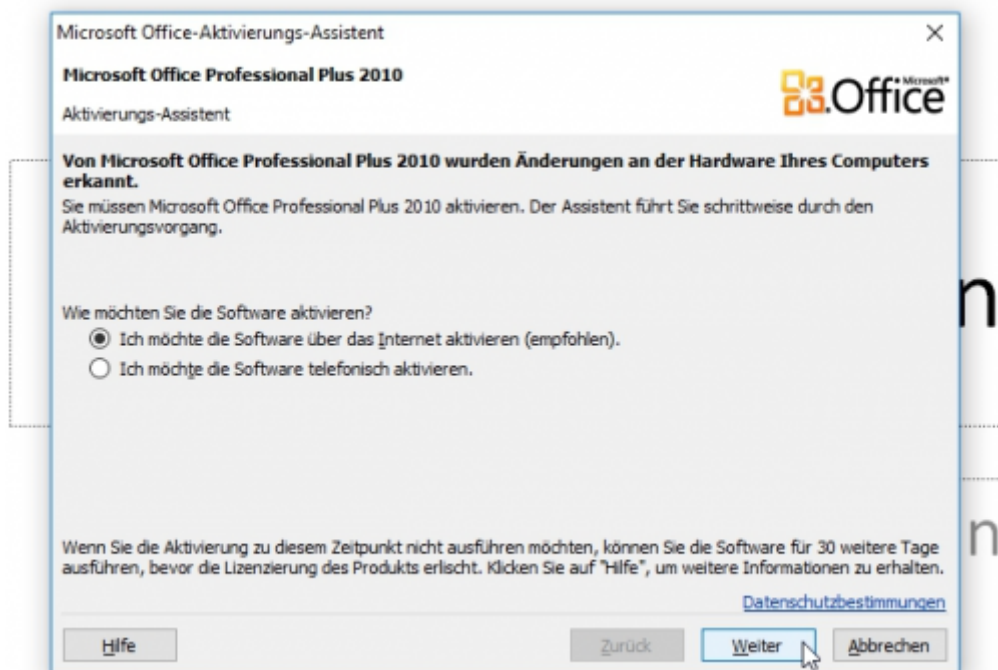 Microsoft Office-Aktivierungs-Assistent
Microsoft Office Professional Plus 2010
Microsoft®
Office
Aktivierungs-Assistent
Von Microsoft Office Professional Plus 2010 wurden Änderungen an der Hardware Ihres Computers
erkannt.
Sie müssen Microsoft Office Professional Plus 2010 aktivieren. Der Assistent führt Sie schrittweise durch den
Aktivierungsvorgang.
n
Wie möchten Sie die Software aktivieren?
Ich möchte die Software über das Internet aktivieren (empfohlen).
Ich möchte die Software telefonisch aktivieren.
n
Wenn Sie die Aktivierung zu diesem Zeitpunkt nicht ausführen möchten, können Sie die Software für 30 weitere Tage
ausführen, bevor die Lizenzierung des Produkts erlischt. Klicken Sie auf "Hilfe", um weitere Informationen zu erhalten.
Datenschutzbestimmungen
Hilfe Zurück Weiter Abbrechen